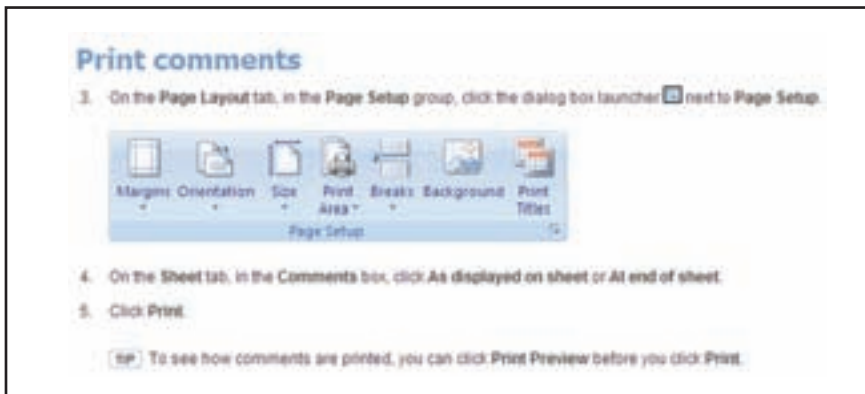 Print comments
3. On the Page Layout tab, in the Page Setup group, click the dialog box launcher next to Page Setup.
Margins Orientation Size Print Area Breaks Background Print Titles
Page Setup
4. On the Sheet tab, in the Comments box, click As displayed on sheet or At end of sheet.
5. Click Print.
TIP To see how comments are printed, you can click Print Preview before you click Print.